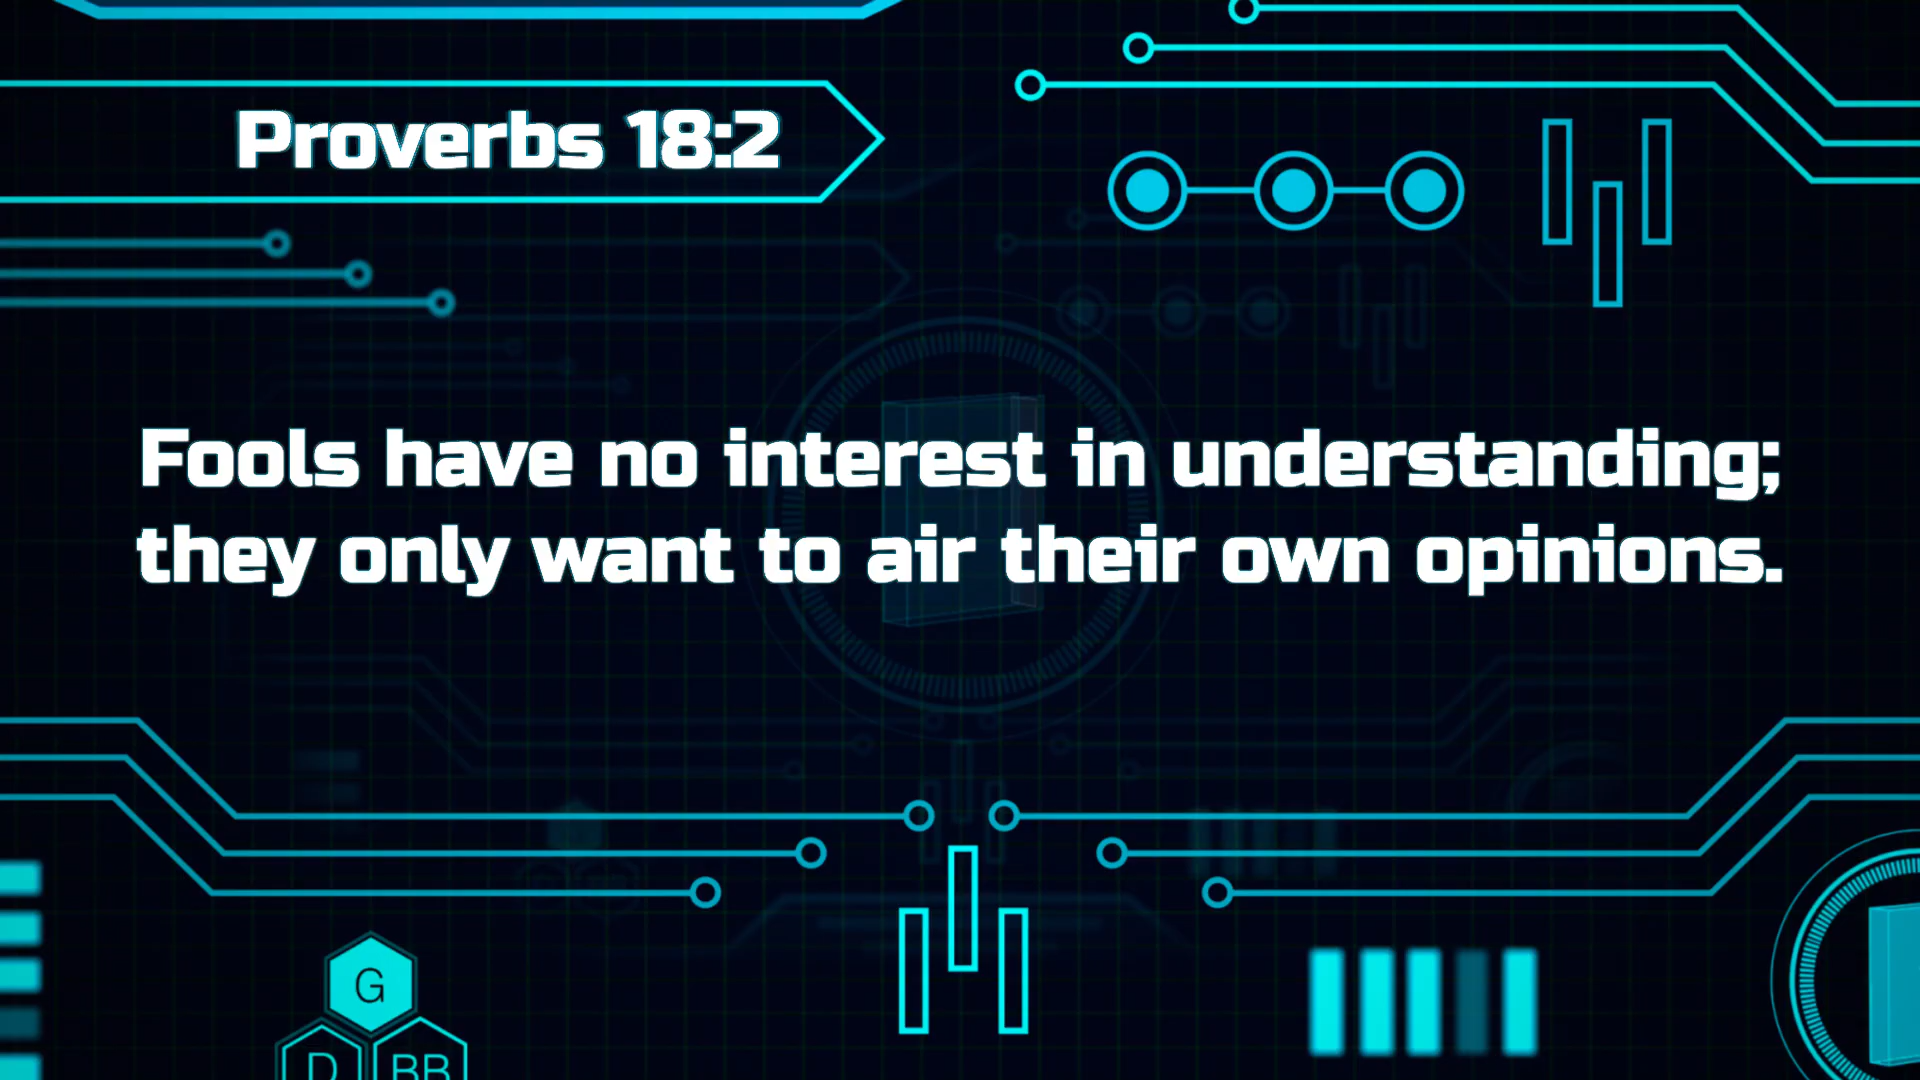 Proverbs 18:2
Fools have no interest in understanding;
they only want to air their own opinions.
G
D BB